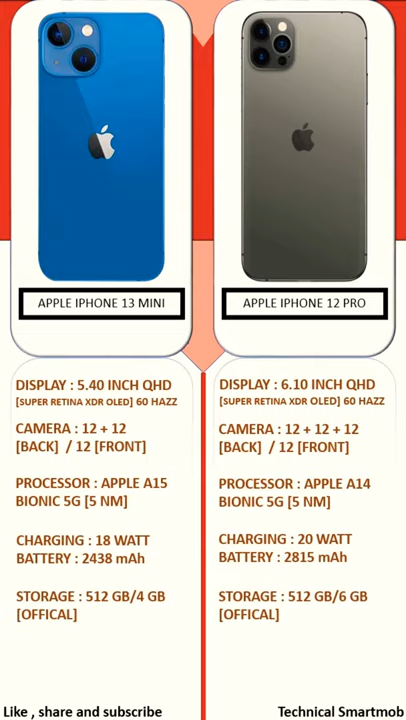 APPLE IPHONE 13 MINI
DISPLAY : 5.40 INCH QHD
[SUPER RETINA XDR OLED] 60 HAZZ
CAMERA : 12 + 12
[BACK] / 12 [FRONT]
PROCESSOR : APPLE A15
BIONIC 5G [5 NM]
CHARGING : 18 WATT
BATTERY : 2438 mAh
STORAGE : 512 GB/4 GB
[OFFICAL]
APPLE IPHONE 12 PRO
DISPLAY : 6.10 INCH QHD
[SUPER RETINA XDR OLED] 60 HAZZ
CAMERA : 12 + 12 + 12
[BACK] / 12 [FRONT]
PROCESSOR : APPLE A14
BIONIC 5G [5 NM]
CHARGING : 20 WATT
BATTERY : 2815 mAh
STORAGE : 512 GB/6 GB
[OFFICAL]
Like , share and subscribe
Technical Smartmob